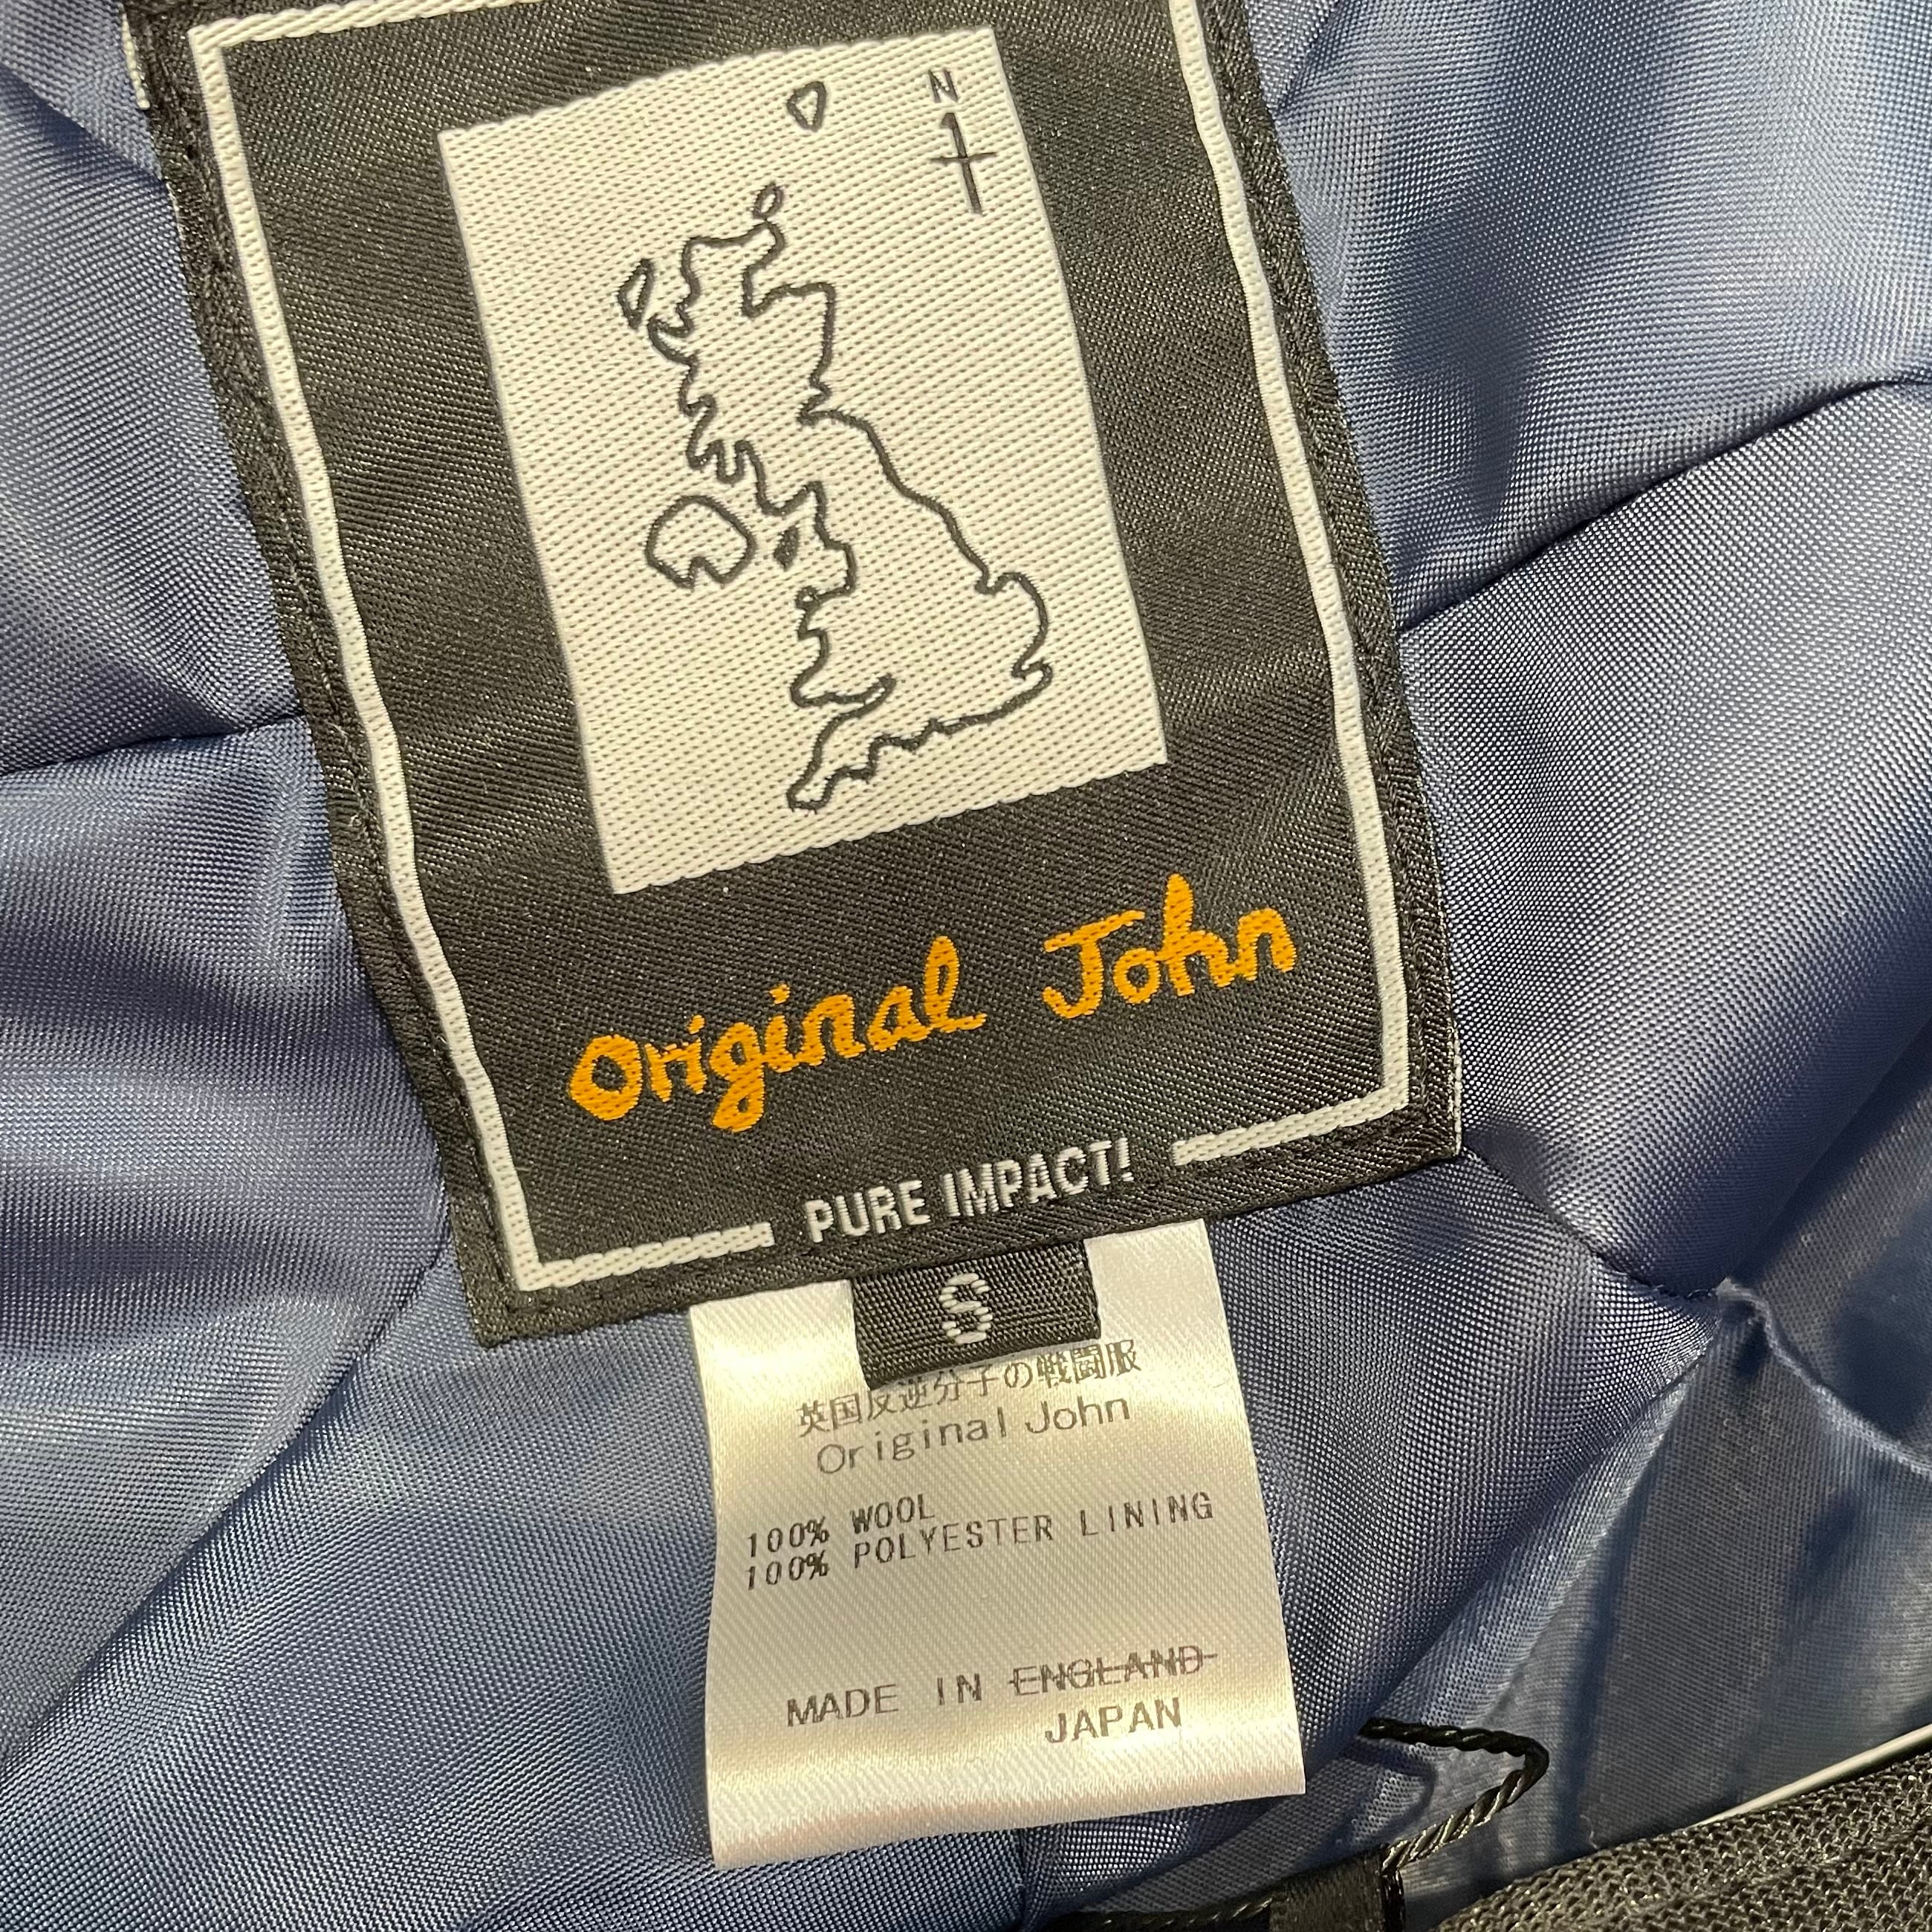 N
Original John
PURE IMPACT!
S
英国反逆分子の戦闘服
Original John
100% WOOL
100% POLYESTER LINING
MADE IN ENGLAND
JAPAN